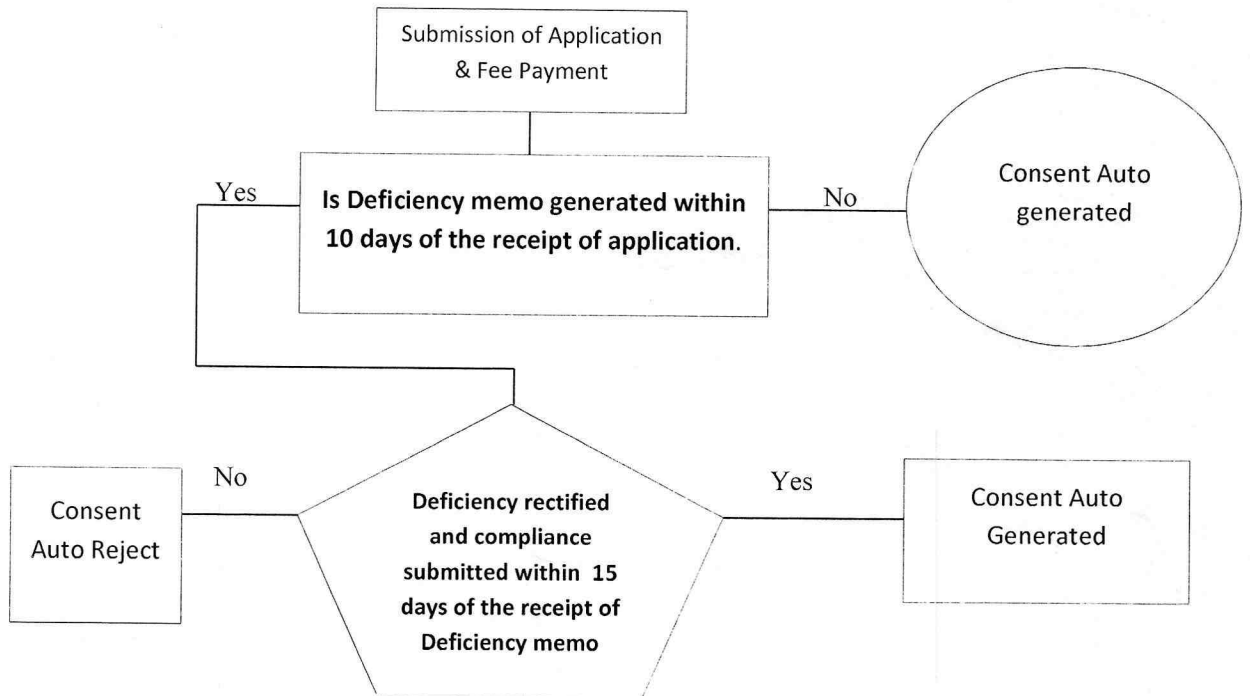 Submission of Application
& Fee Payment
Yes
Is Deficiency memo generated within
10 days of the receipt of application.
No
Consent Auto
generated
No
Consent
Auto Reject
Deficiency rectified
and compliance
submitted within 15
days of the receipt of
Deficiency memo
Yes
Consent Auto
Generated